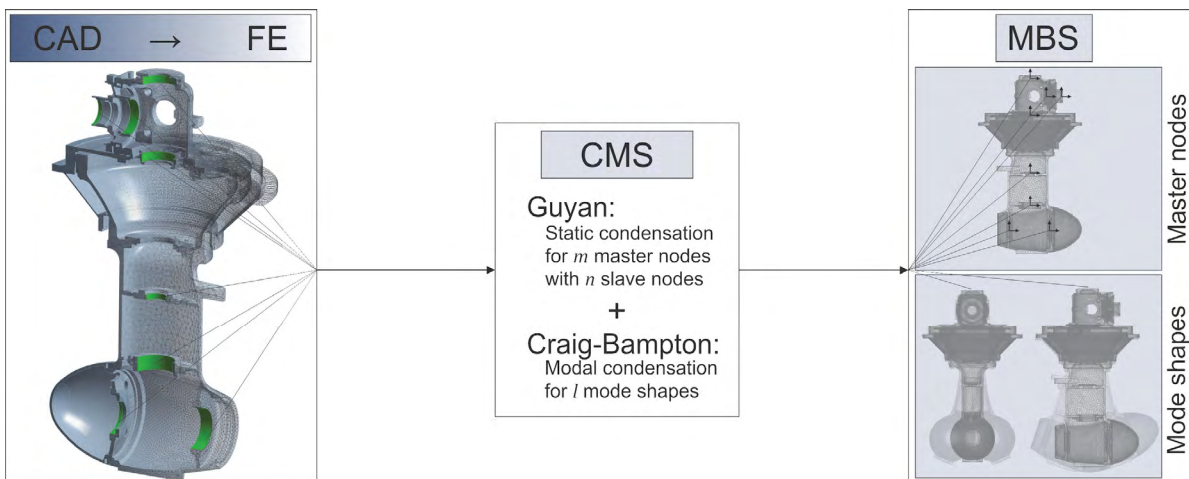 CAD → FE
CMS
Guyan:
Static condensation
for m master nodes
with n slave nodes
+
Craig-Bampton:
Modal condensation
for l mode shapes
MBS
Master nodes
Mode shapes